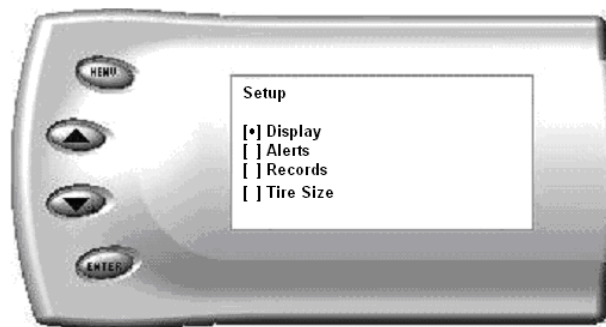 MENU
Setup
[•] Display
[ ] Alerts
[ ] Records
[ ] Tire Size
ENTER